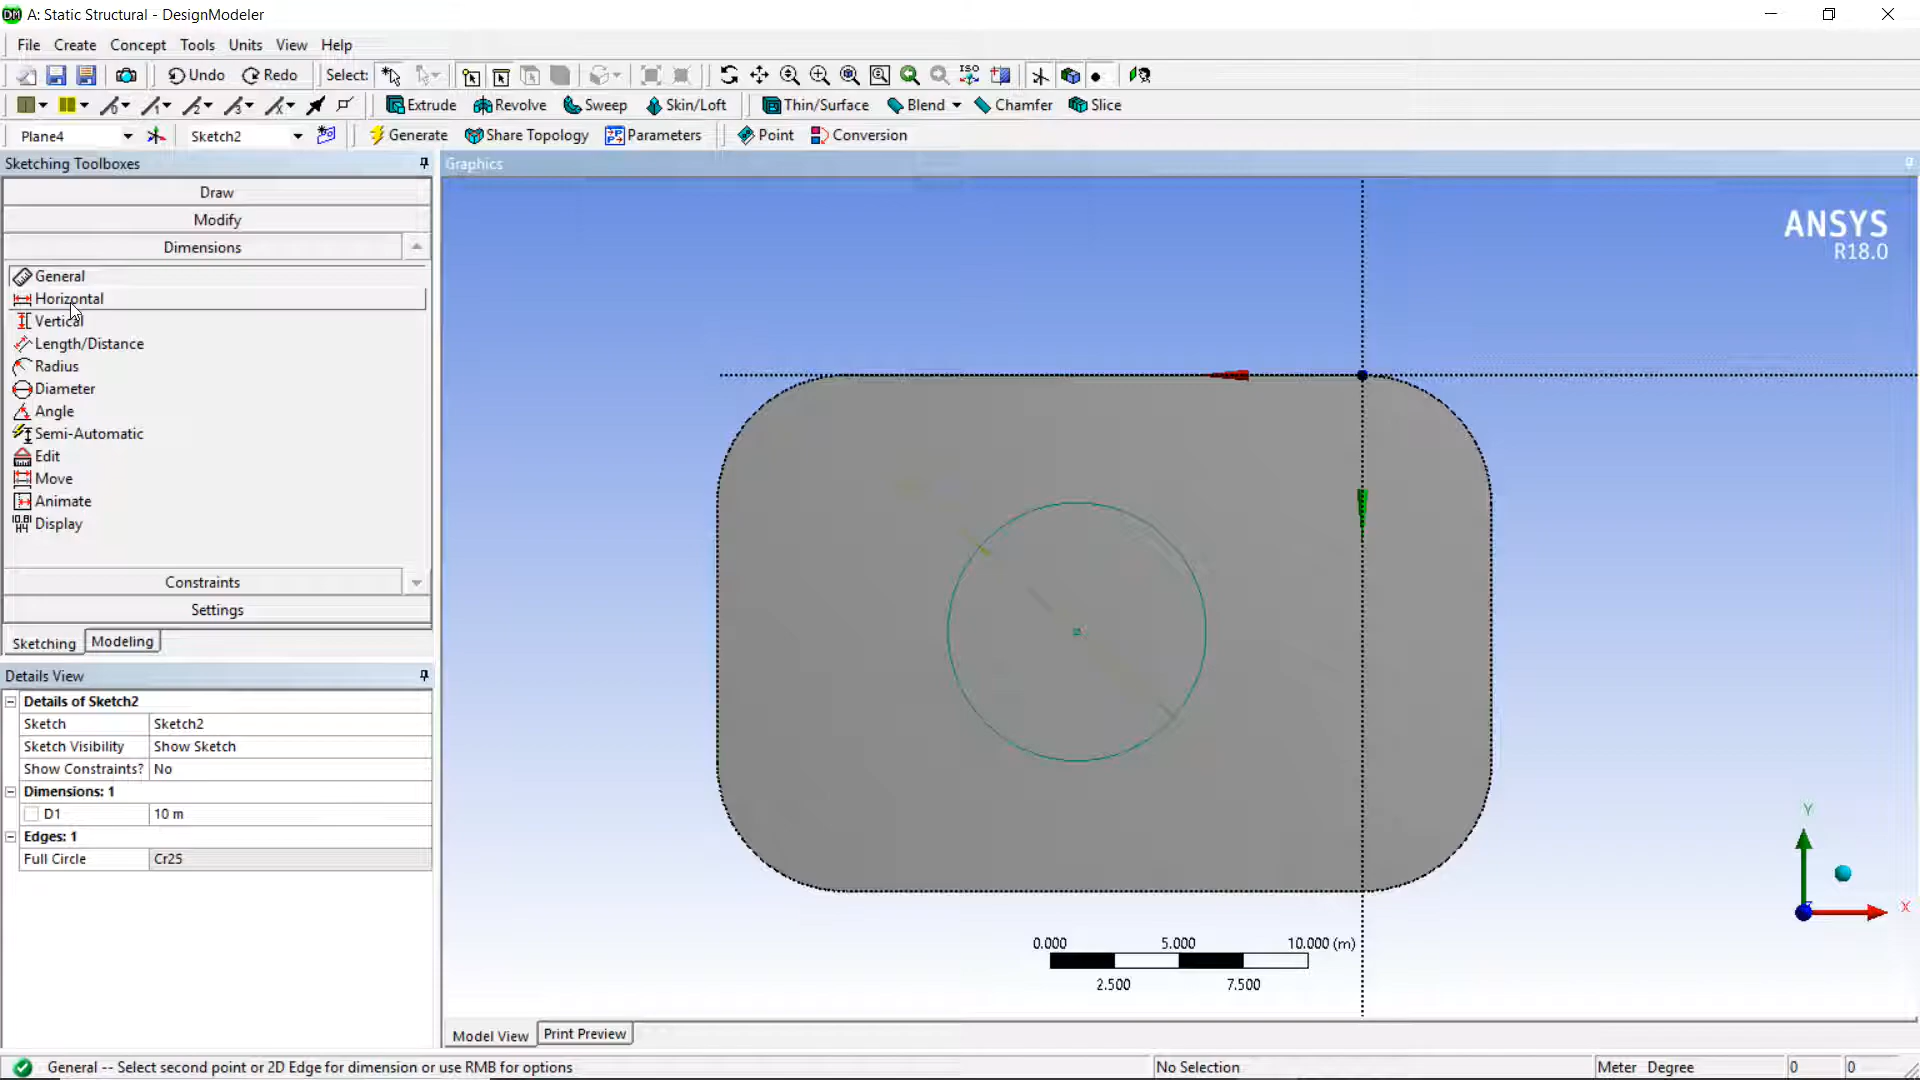 DM A: Static Structural - DesignModeler
File Create Concept Tools Units View Help
Undo Redo Select: ISO
Extrude Revolve Sweep Skin/Loft Thin/Surface Blend Chamfer Slice
Plane4 Sketch2 Generate Share Topology Parameters Point Conversion
Sketching Toolboxes
Graphics
Draw
Modify
Dimensions
General
Horizontal
Vertical
Length/Distance
Radius
Diameter
Angle
Semi-Automatic
Edit
Move
Animate
Display
Constraints
Settings
Sketching Modeling
Details View
Details of Sketch2
Sketch Sketch2
Sketch Visibility Show Sketch
Show Constraints? No
Dimensions: 1
D1 10 m
Edges: 1
Full Circle Cr25
ANSYS
R18.0
Y
X
0.000 5.000 10.000 (m)
2.500 7.500
Model View Print Preview
General -- Select second point or 2D Edge for dimension or use RMB for options No Selection Meter Degree 0 0